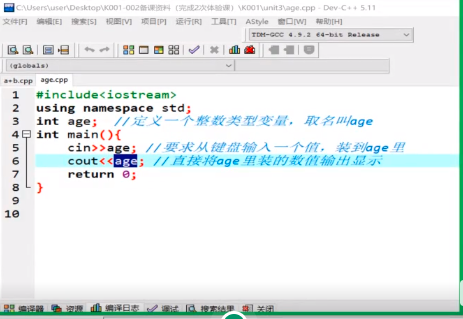 C:\Users\user\Desktop\K001-002备课资料（完成2次体验课）\K001\unit3\age.cpp - Dev-C++ 5.11
文件[F] 编辑[E] 搜索[S] 视图[V] 项目[P] 运行[R] 工具[T] AStyle 窗口[W] 帮助[H]
TDM-GCC 4.9.2 64-bit Release
(globals)
a+b.cpp age.cpp
1 #include<iostream>
2 using namespace std;
3 int age; //定义一个整数类型变量，取名叫age
4 int main(){
5 cin>>age; //要求从键盘输入一个值，装到age里
6 cout<<age; //直接将age里装的数值输出显示
7 return 0;
8 }
9
10
编译器 资源 编译日志 调试 搜索结果 关闭